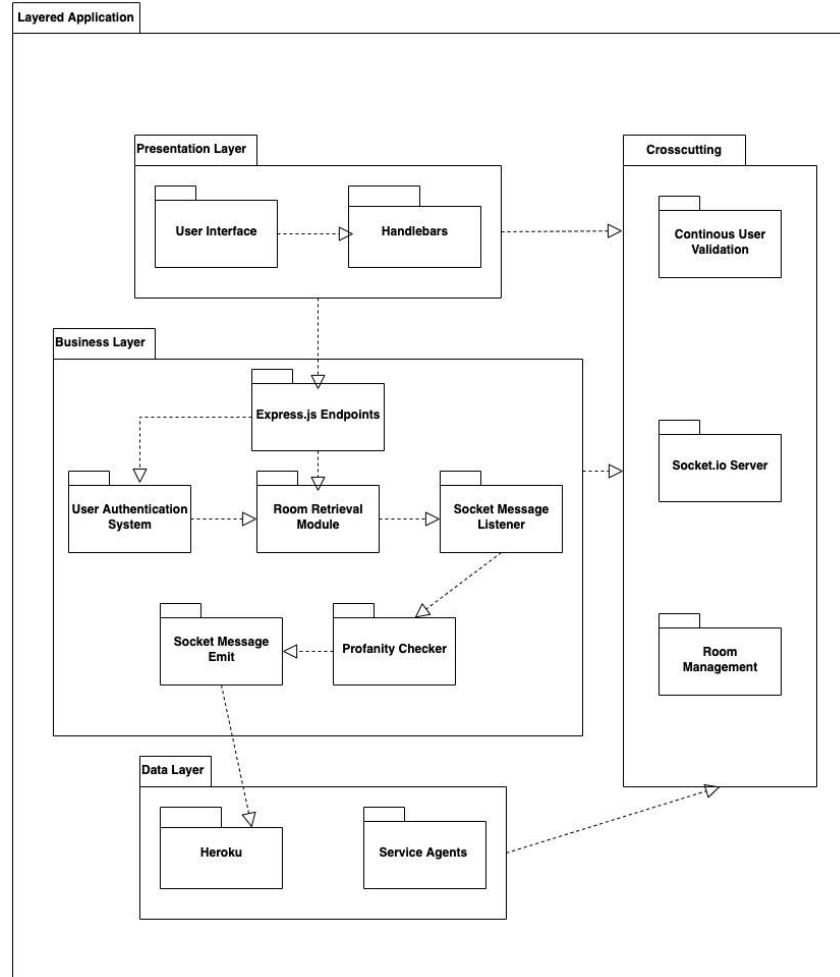 Layered Application
Presentation Layer
Crosscutting
User Interface
Handlebars
Continous User
Validation
Business Layer
Express.js Endpoints
Socket.io Server
User Authentication
System
Room Retrieval
Module
Socket Message
Listener
Socket Message
Emit
Profanity Checker
Room
Management
Data Layer
Heroku
Service Agents